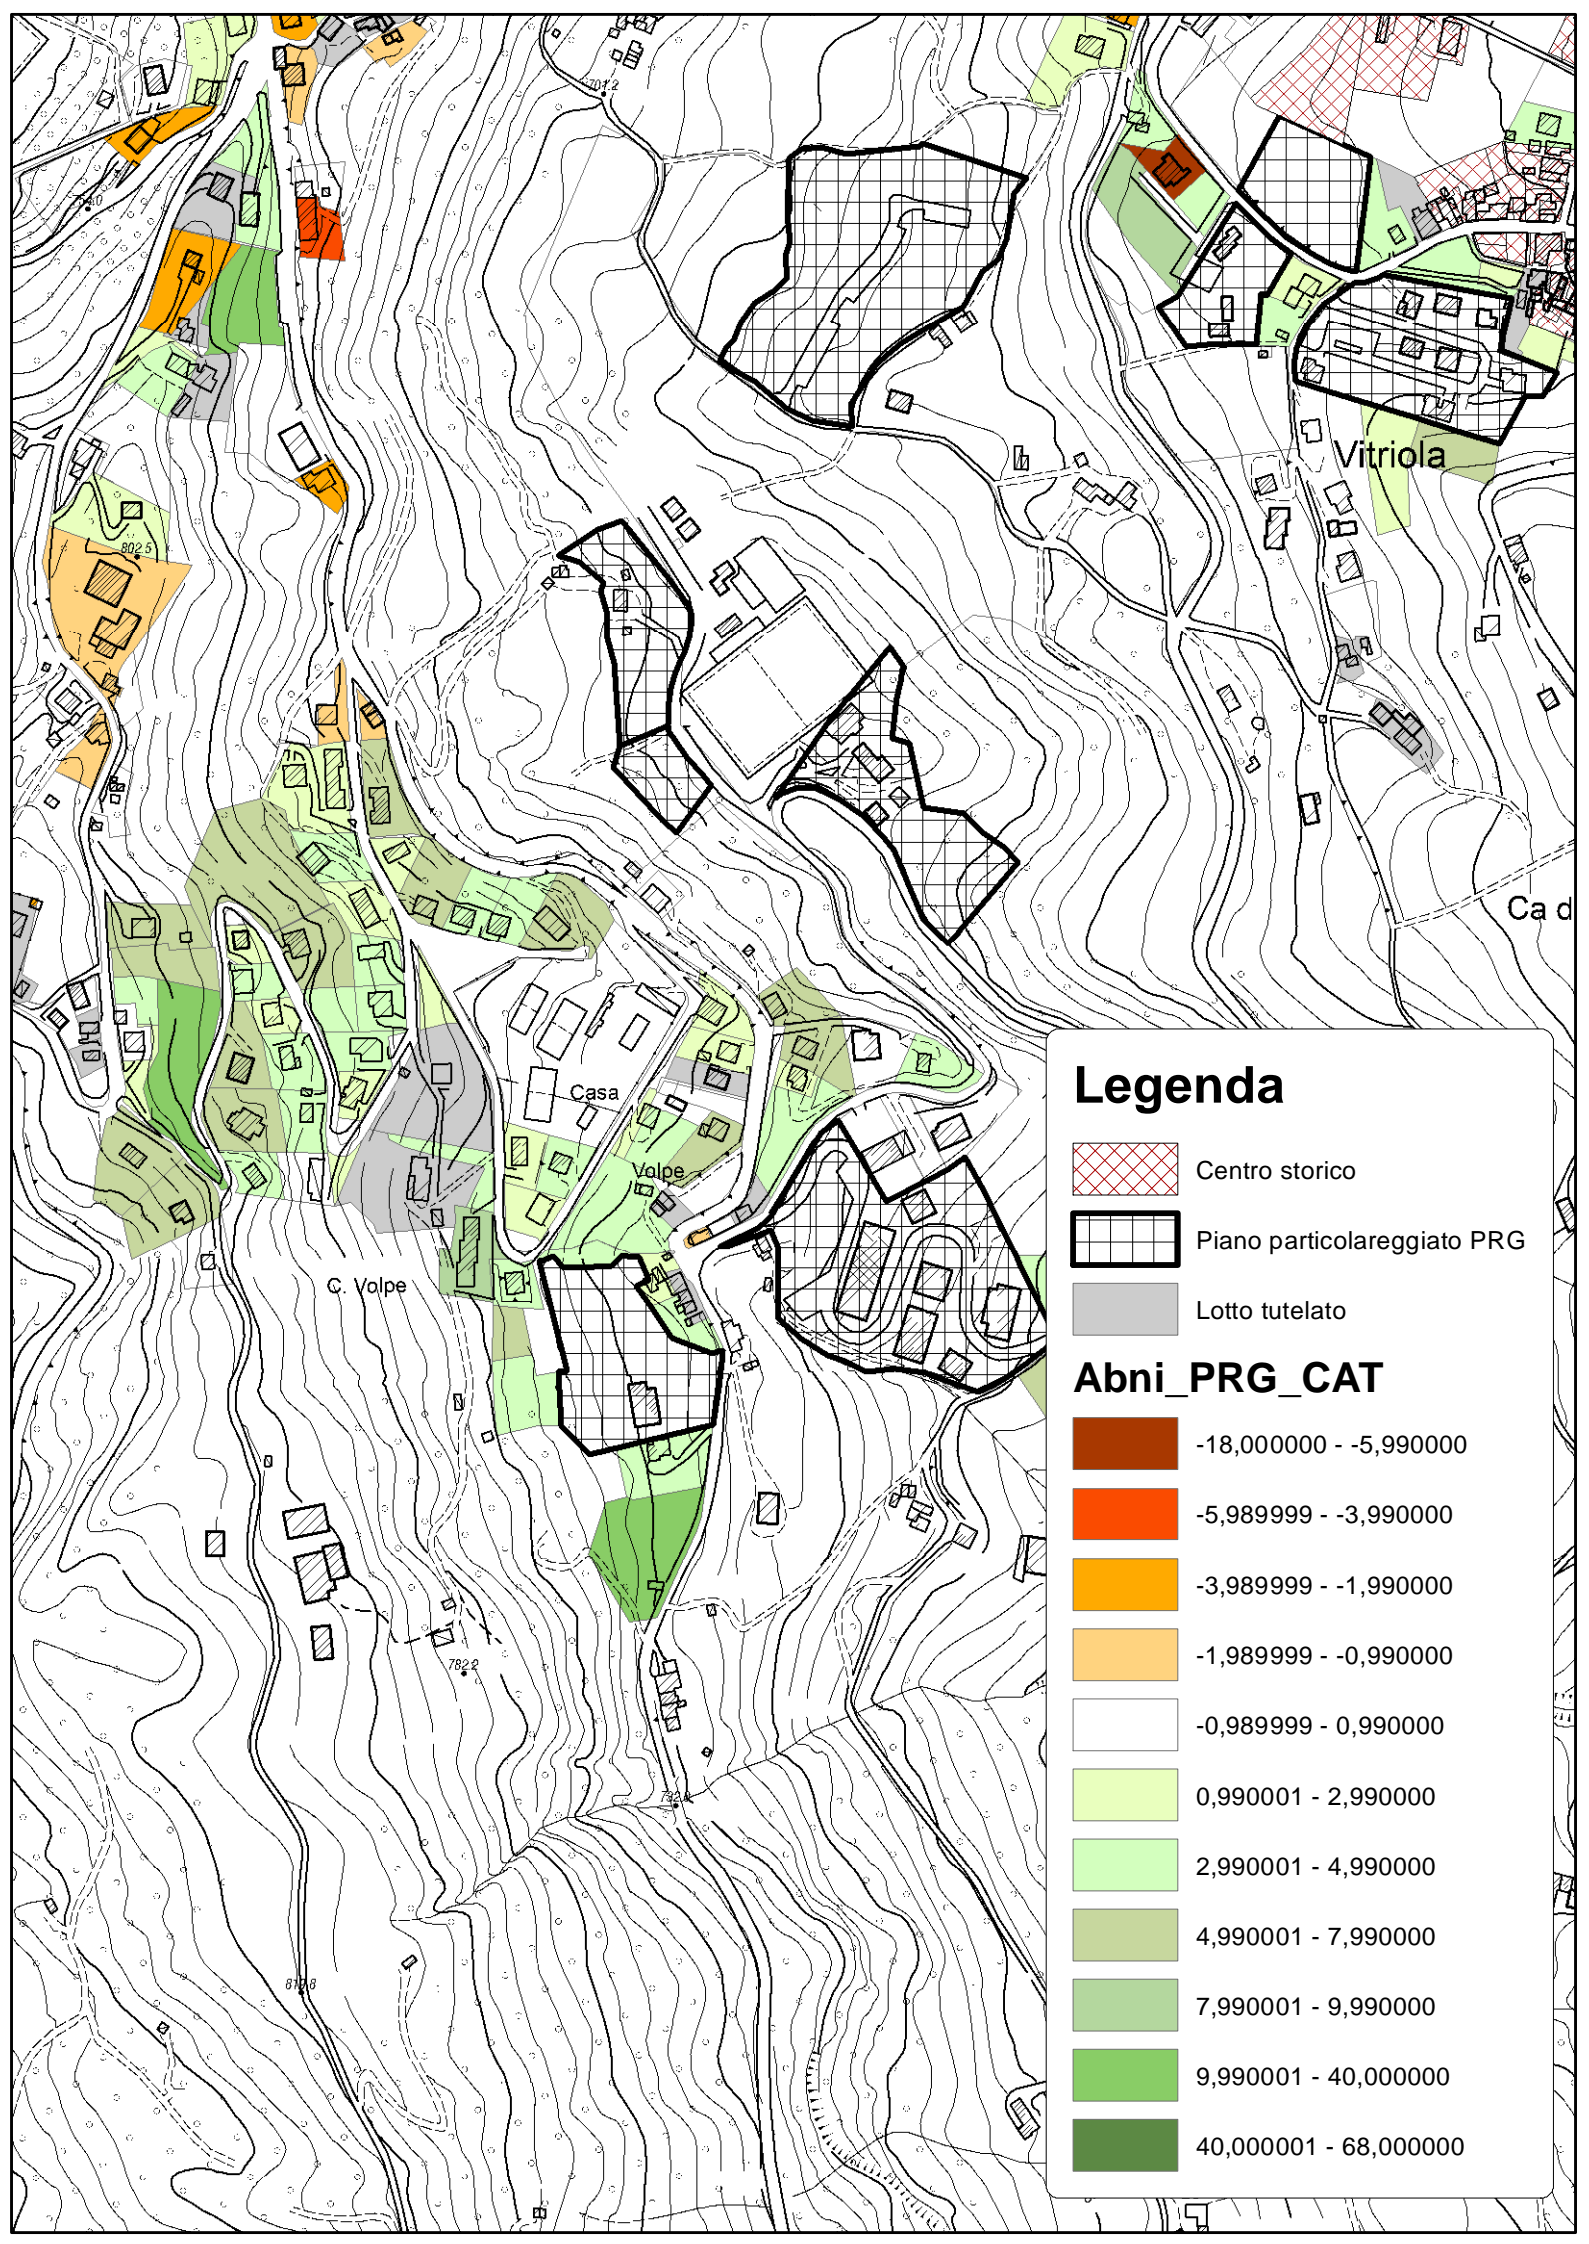 701.2
Vitriola
802.5
Ca d
Casa
Volpe
C. Volpe
782.2
Legenda
Centro storico
Piano particolareggiato PRG
Lotto tutelato
Abni_PRG_CAT
-18,000000 - -5,990000
-5,989999 - -3,990000
-3,989999 - -1,990000
-1,989999 - -0,990000
-0,989999 - 0,990000
0,990001 - 2,990000
2,990001 - 4,990000
4,990001 - 7,990000
7,990001 - 9,990000
9,990001 - 40,000000
40,000001 - 68,000000